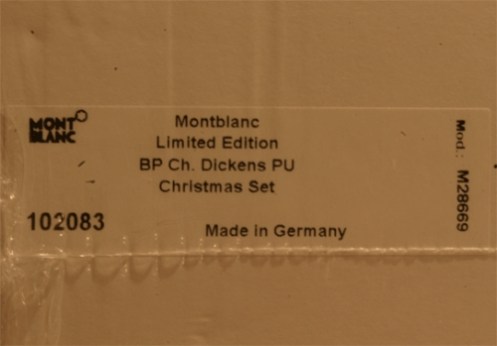 MONT
BLANC
Montblanc
Limited Edition
BP Ch. Dickens PU
Christmas Set
102083
Made in Germany
Mod.: M28669